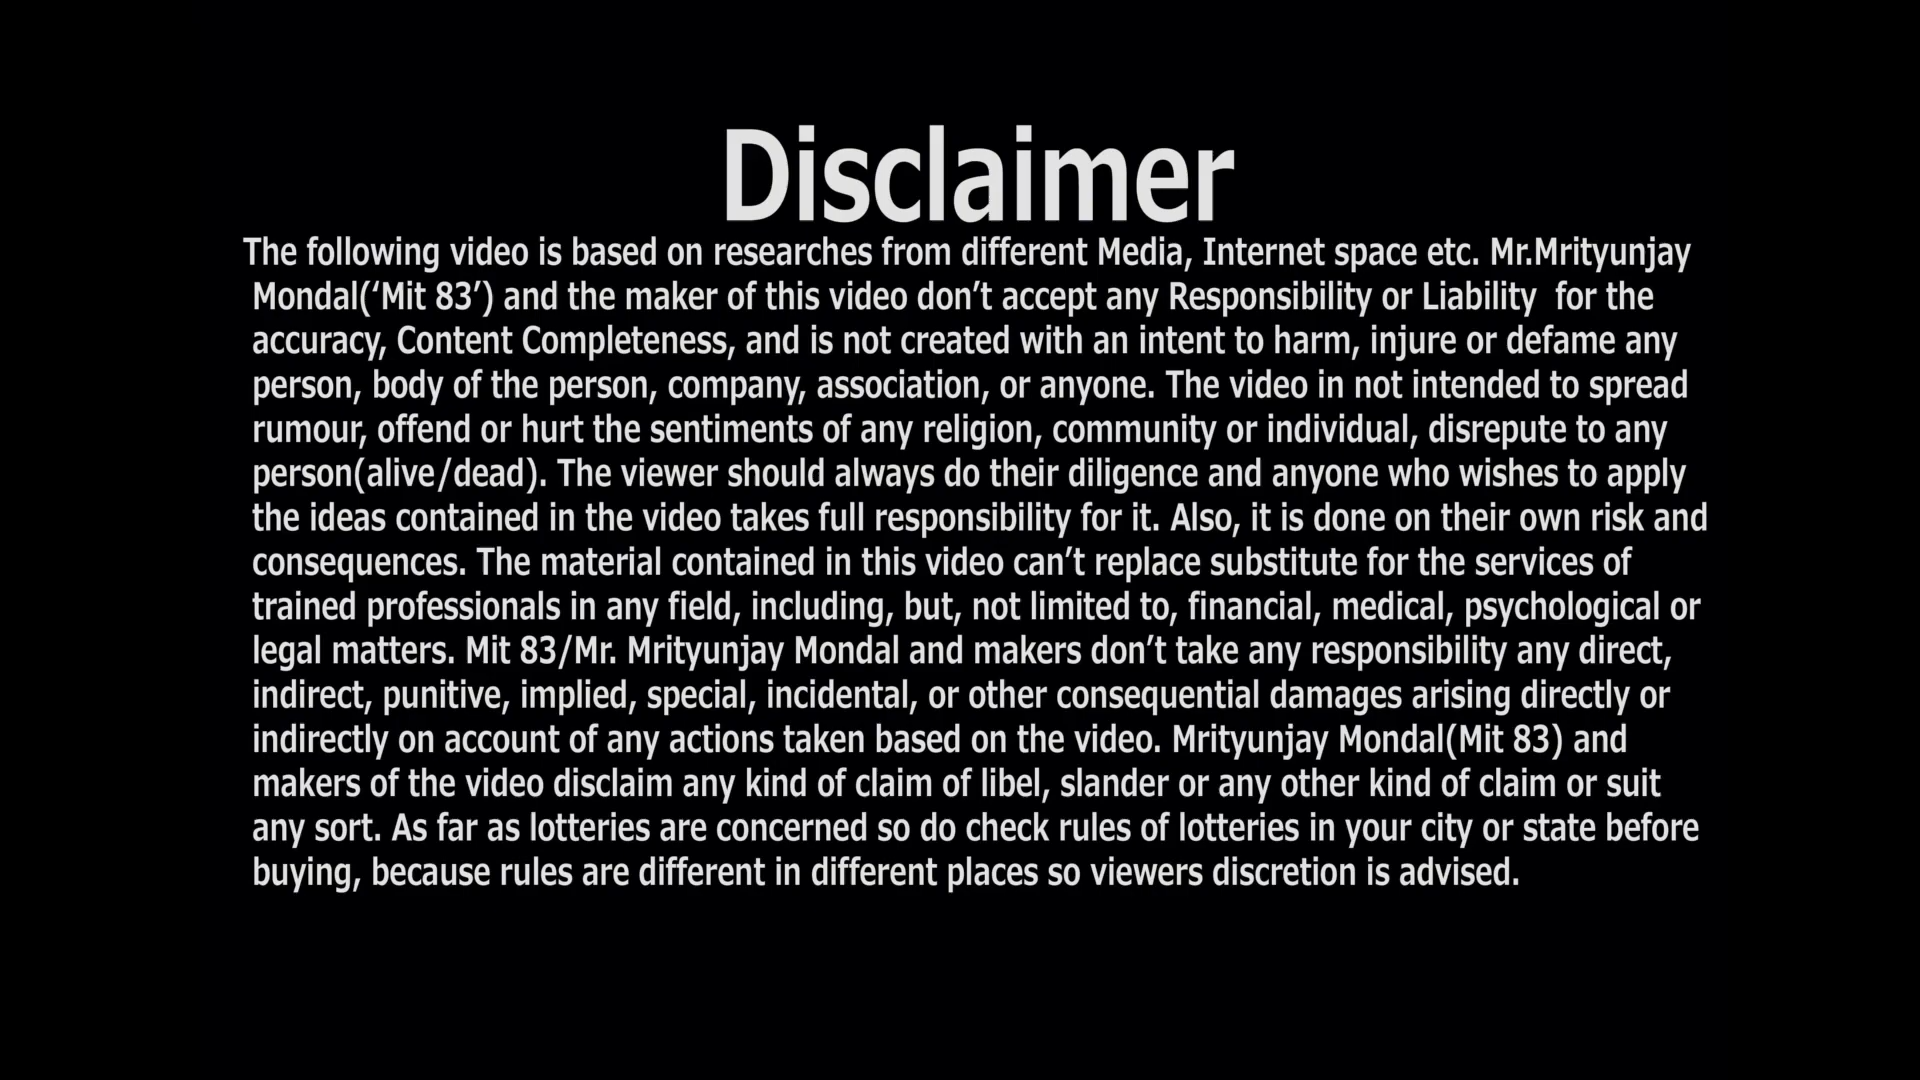 Disclaimer
The following video is based on researches from different Media, Internet space etc. Mr.Mrityunjay
Mondal(‘Mit 83’) and the maker of this video don’t accept any Responsibility or Liability  for the
accuracy, Content Completeness, and is not created with an intent to harm, injure or defame any
person, body of the person, company, association, or anyone. The video in not intended to spread
rumour, offend or hurt the sentiments of any religion, community or individual, disrepute to any
person(alive/dead). The viewer should always do their diligence and anyone who wishes to apply
the ideas contained in the video takes full responsibility for it. Also, it is done on their own risk and
consequences. The material contained in this video can’t replace substitute for the services of
trained professionals in any field, including, but, not limited to, financial, medical, psychological or
legal matters. Mit 83/Mr. Mrityunjay Mondal and makers don’t take any responsibility any direct,
indirect, punitive, implied, special, incidental, or other consequential damages arising directly or
indirectly on account of any actions taken based on the video. Mrityunjay Mondal(Mit 83) and
makers of the video disclaim any kind of claim of libel, slander or any other kind of claim or suit
any sort. As far as lotteries are concerned so do check rules of lotteries in your city or state before
buying, because rules are different in different places so viewers discretion is advised.